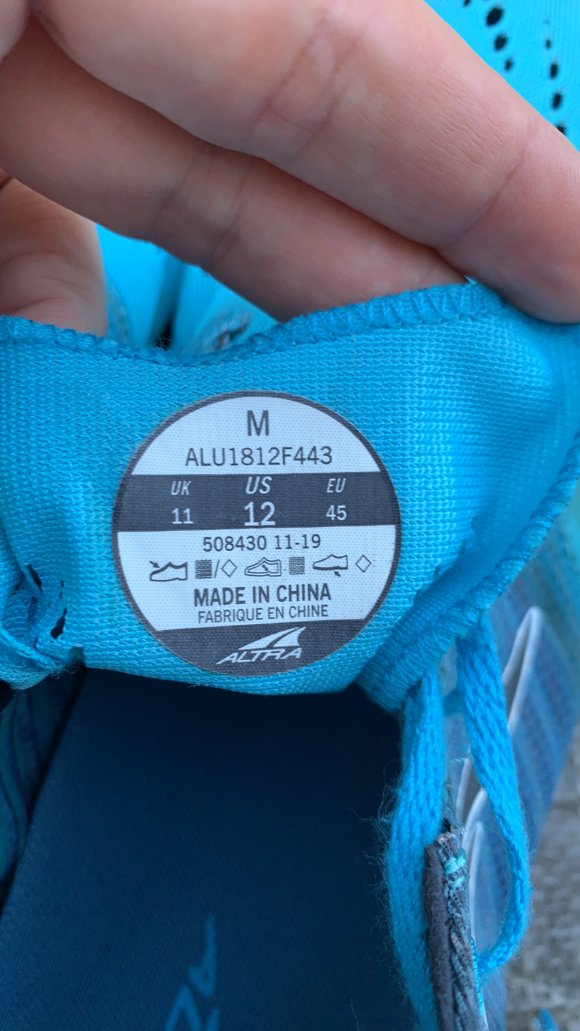 M
ALU1812F443
UK US EU
11 12 45
508430 11-19
MADE IN CHINA
FABRIQUE EN CHINE
ALTRA